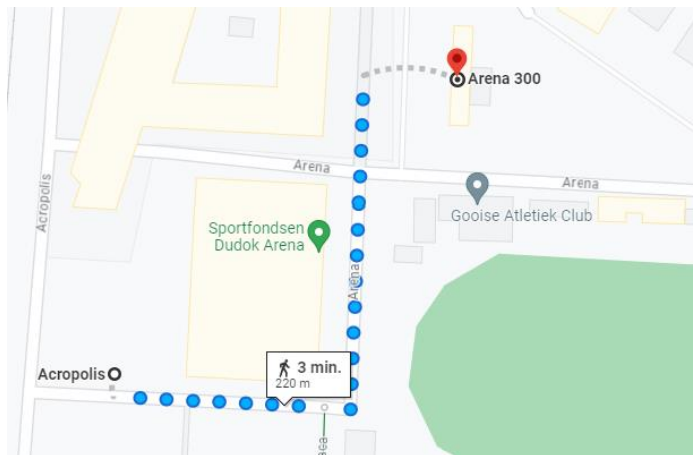 Arena 300
Arena
Arena
Acropolis
Gooise Atletiek Club
Sportfondsen
Dudok Arena
Arena
3 min.
220 m
Acropolis